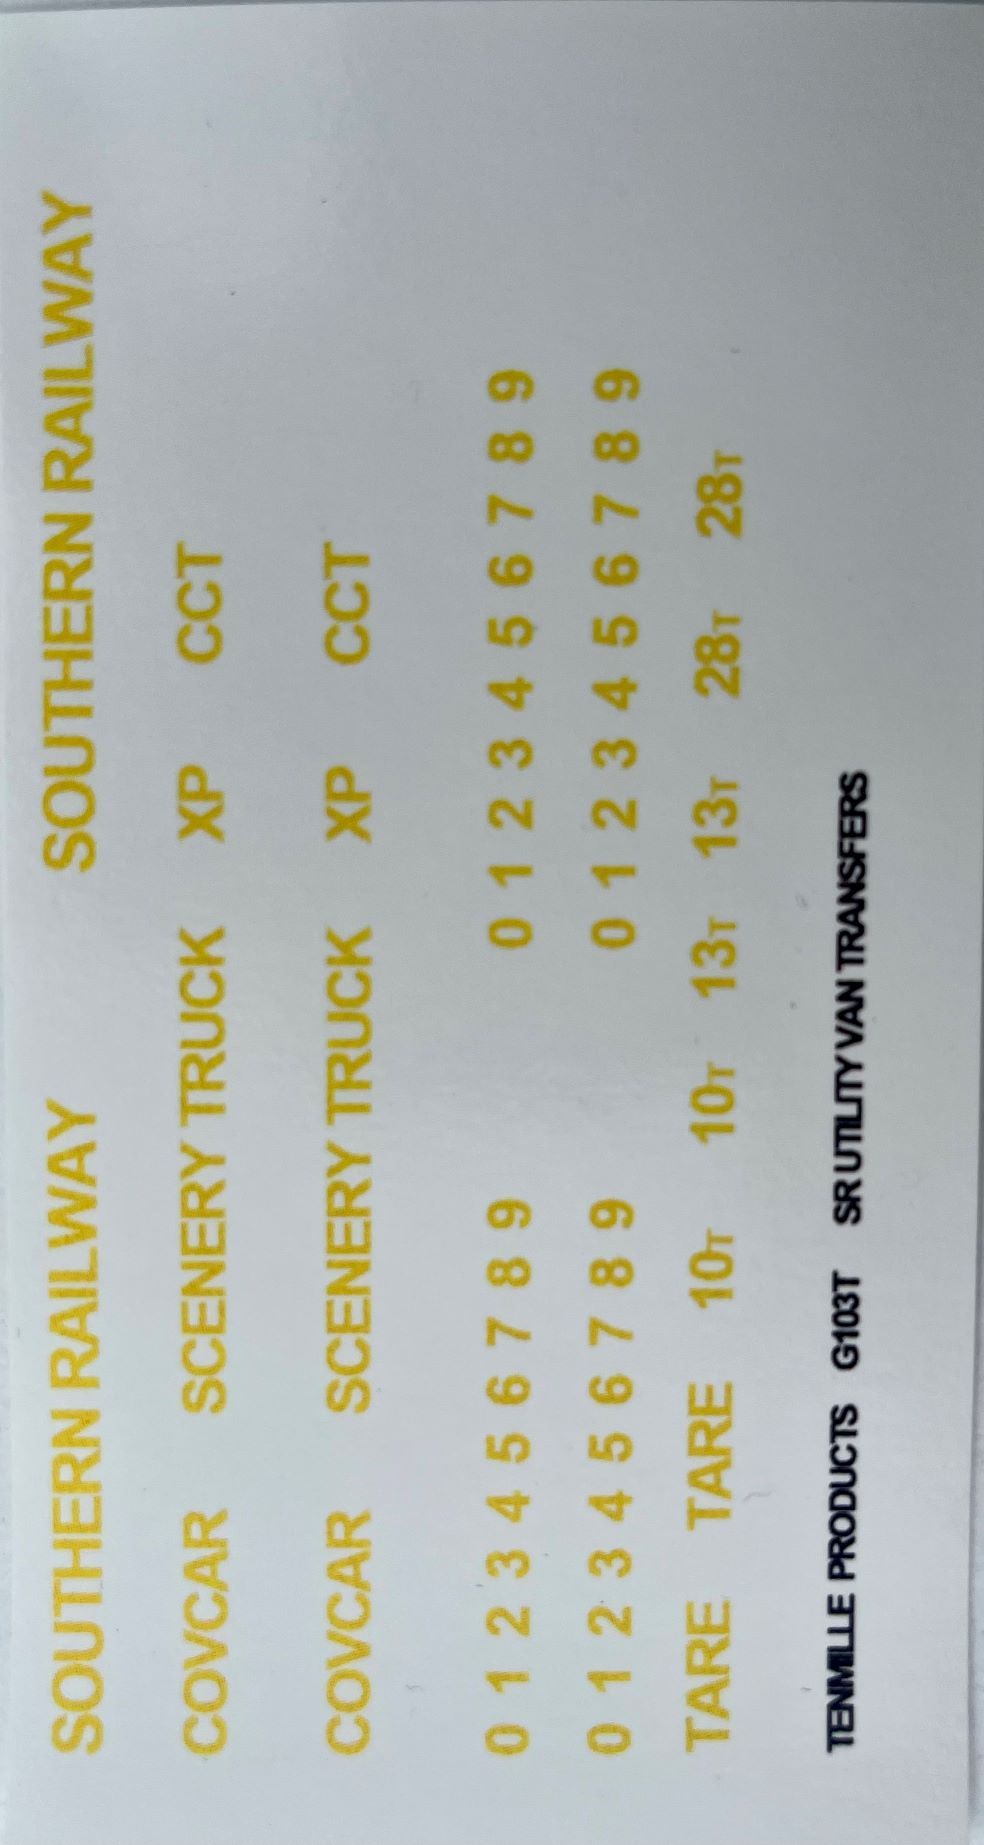 SOUTHERN RAILWAY SOUTHERN RAILWAY
COVCAR SCENERY TRUCK XP CCT
COVCAR SCENERY TRUCK XP CCT
0 1 2 3 4 5 6 7 8 9 0 1 2 3 4 5 6 7 8 9
0 1 2 3 4 5 6 7 8 9 0 1 2 3 4 5 6 7 8 9
TARE TARE 10T 10T 13T 13T 28T 28T
TENMILLE PRODUCTS G103T SR UTILITY VAN TRANSFERS